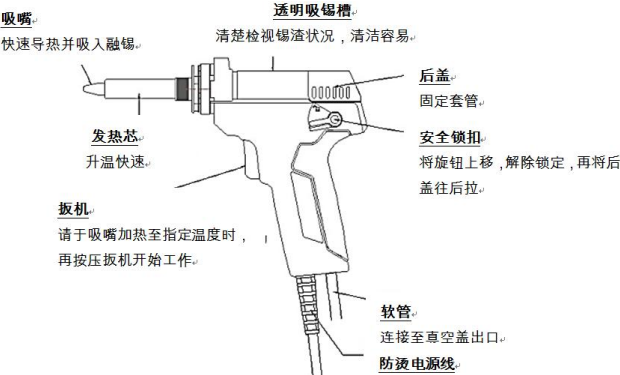 吸嘴
快速导热并吸入融锡
透明吸锡槽
清楚检视锡渣状况，清洁容易
后盖
固定套管
发热芯
升温快速
安全锁扣
将旋钮上移，解除锁定，再将后
盖往后拉
扳机
请于吸嘴加热至指定温度时，
再按压扳机开始工作
软管
连接至真空盖出口
防烫电源线